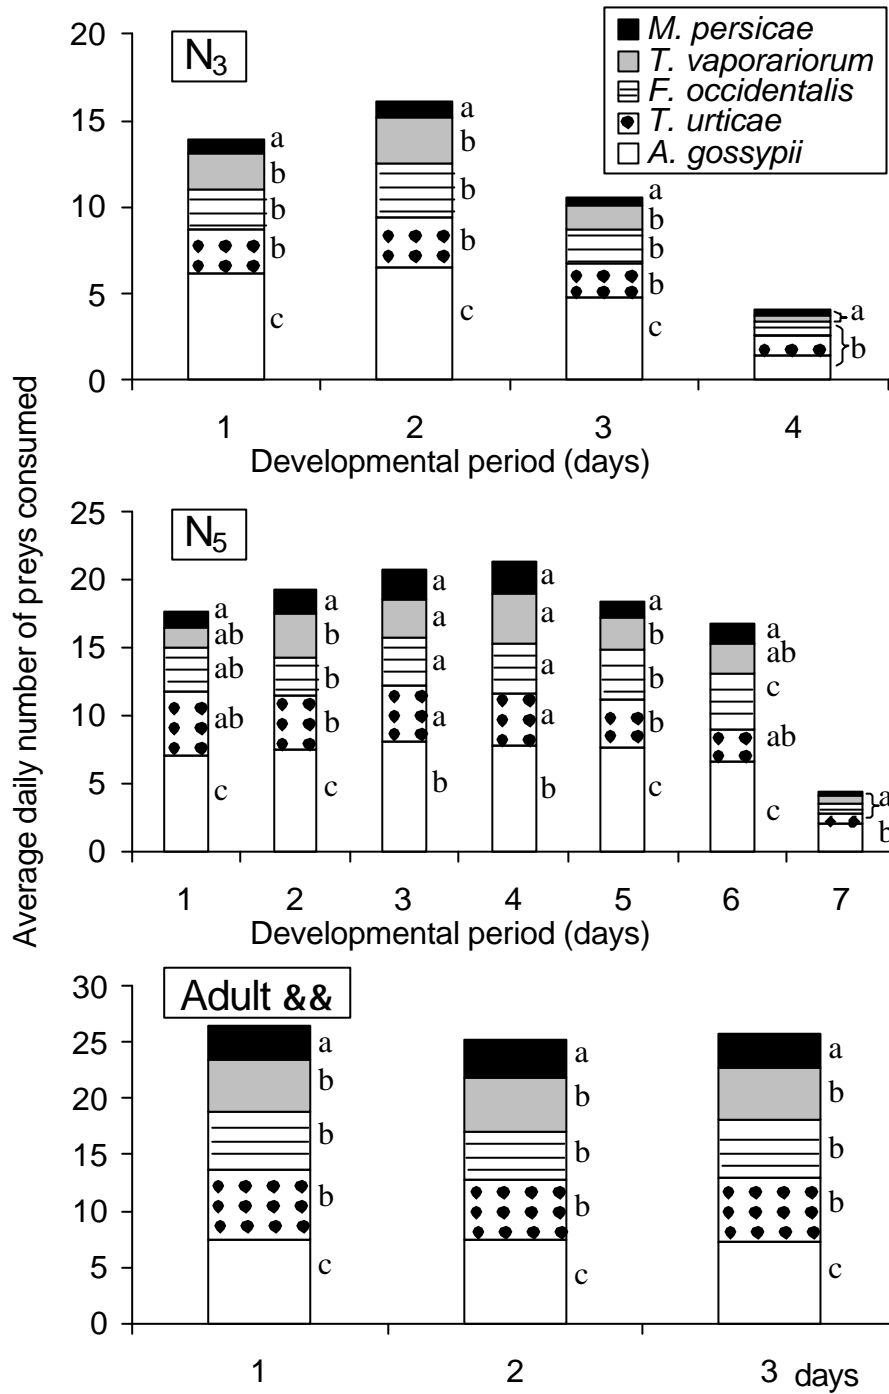 20
N3
M. persicae
T. vaporariorum
F. occidentalis
T. urticae
A. gossypii
15
10
5
0
a
b
b
b
c
a
b
b
b
c
a
b
b
b
c
a
b
1 2 3 4
Developmental period (days)
Average daily number of preys consumed
25
N5
20
15
10
5
0
a
ab
ab
ab
c
a
b
b
b
c
a
a
a
a
b
a
a
a
a
b
a
b
b
b
c
a
ab
c
ab
c
a
b
1 2 3 4 5 6 7
Developmental period (days)
30
Adult &&
25
20
15
10
5
0
a
b
b
b
c
a
b
b
b
c
a
b
b
b
c
1 2 3 days